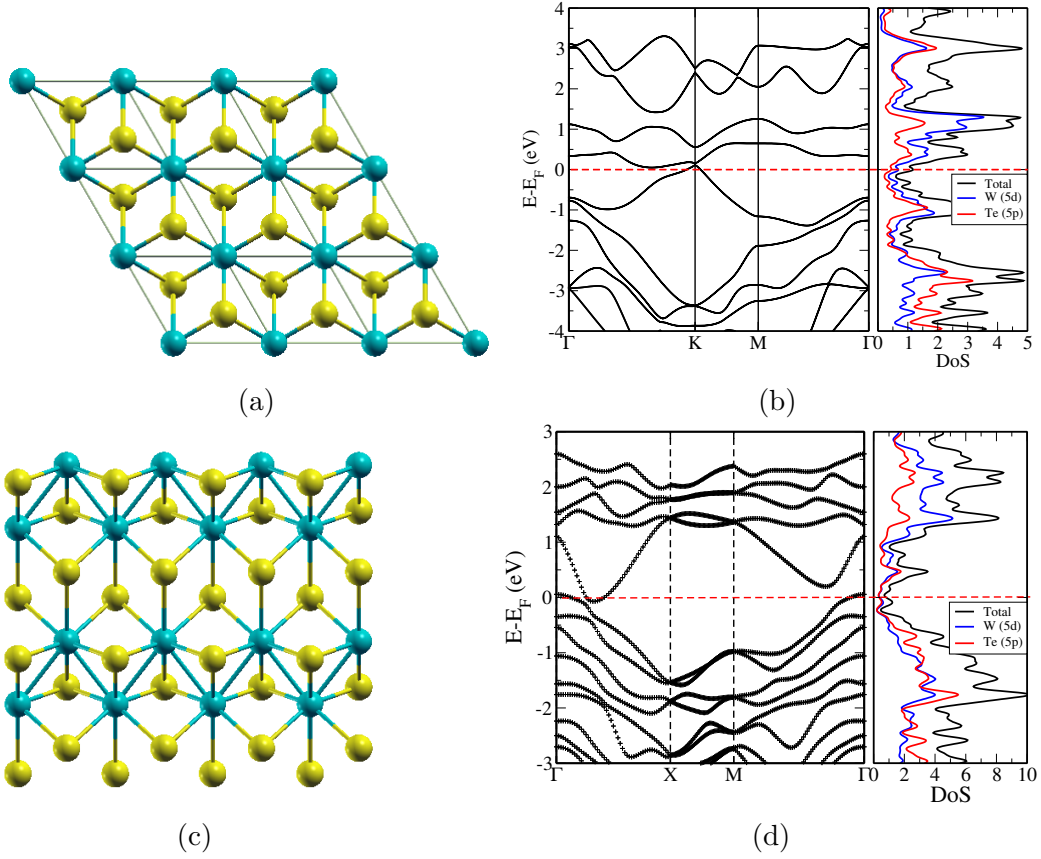 4
3
2
1
0
-1
-2
-3
-4
E-E_F (eV)
Γ K M Γ
0 1 2 3 4 5
DoS
Total
W (5d)
Te (5p)
(a)
(b)
3
2
1
0
-1
-2
-3
E-E_F (eV)
Γ X M Γ
0 2 4 6 8 10
DoS
Total
W (5d)
Te (5p)
(c)
(d)